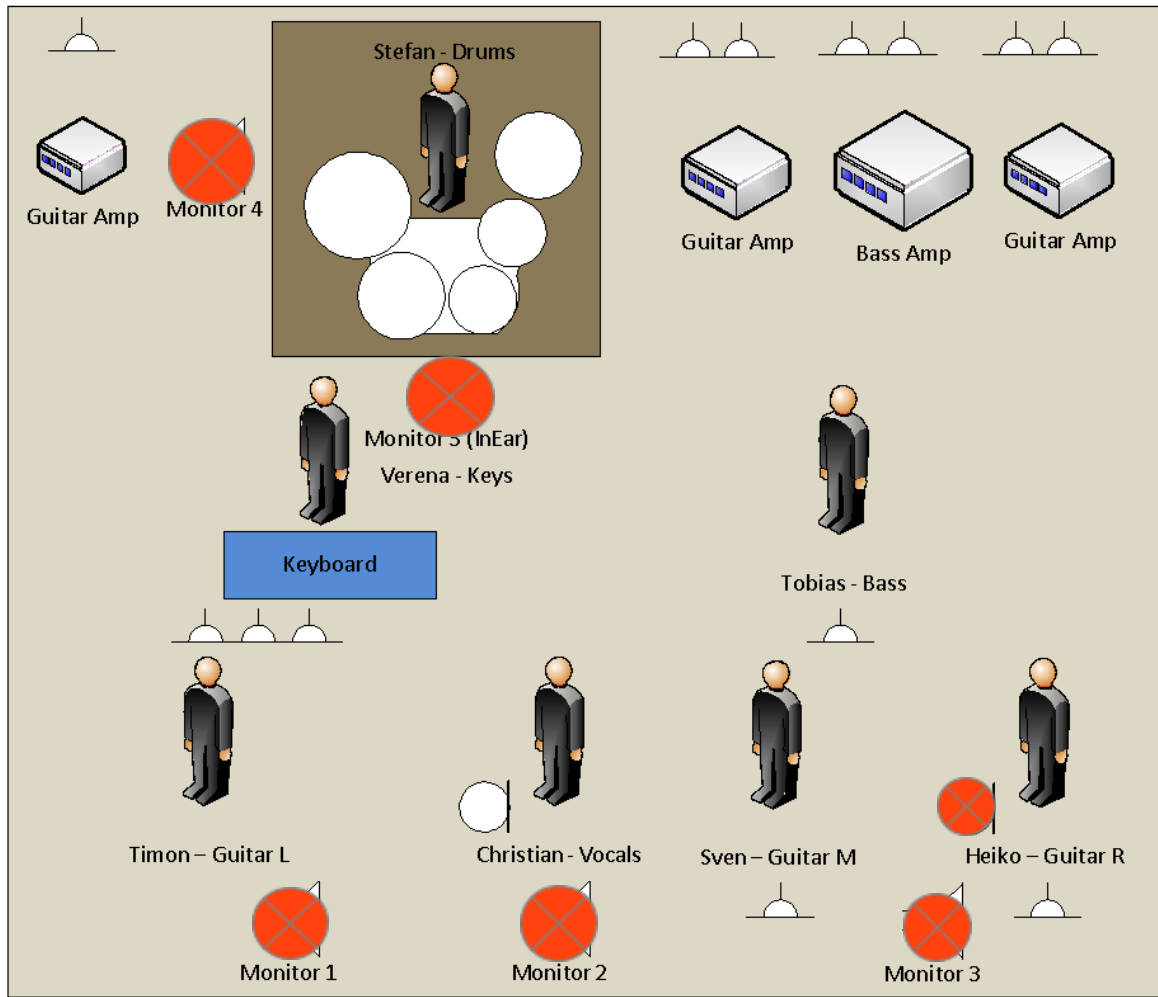 Stefan - Drums
Guitar Amp
Monitor 4
Guitar Amp
Bass Amp
Guitar Amp
Monitor 5 (InEar)
Verena - Keys
Keyboard
Tobias - Bass
Timon – Guitar L
Christian - Vocals
Sven – Guitar M
Heiko – Guitar R
Monitor 1
Monitor 2
Monitor 3